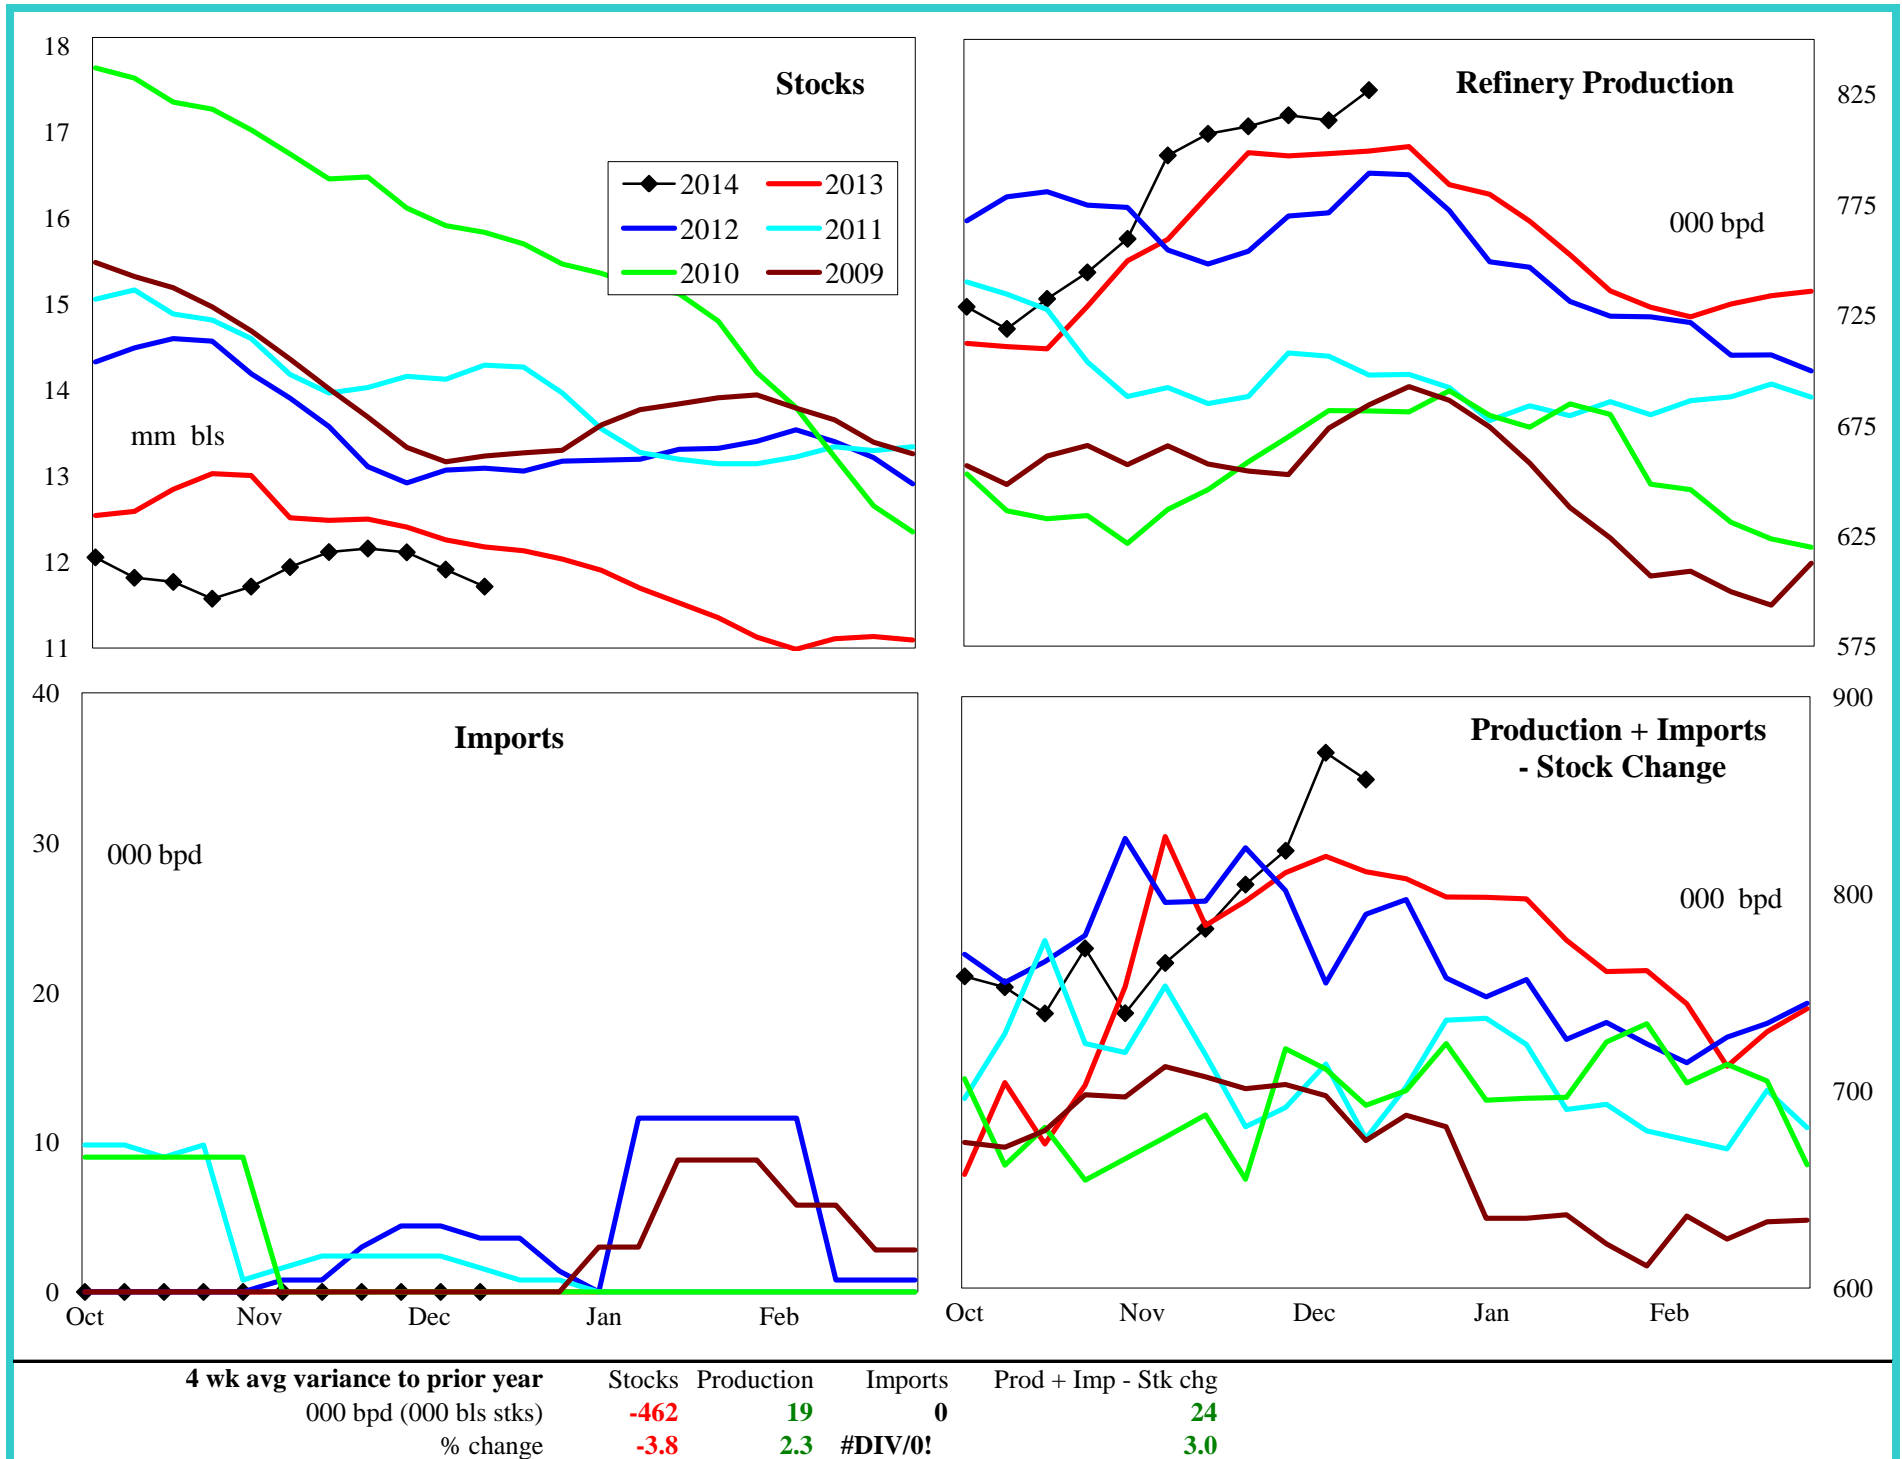 Stocks
18
17
16
15
14
13
12
11
mm bls
2014 2013
2012 2011
2010 2009
Refinery Production
000 bpd
825
775
725
675
625
575
Imports
000 bpd
40
30
20
10
0
Oct Nov Dec Jan Feb
Production + Imports
- Stock Change
000 bpd
900
800
700
600
Oct Nov Dec Jan Feb
4 wk avg variance to prior year Stocks Production Imports Prod + Imp - Stk chg
000 bpd (000 bls stks) -462 19 0 24
% change -3.8 2.3 #DIV/0! 3.0